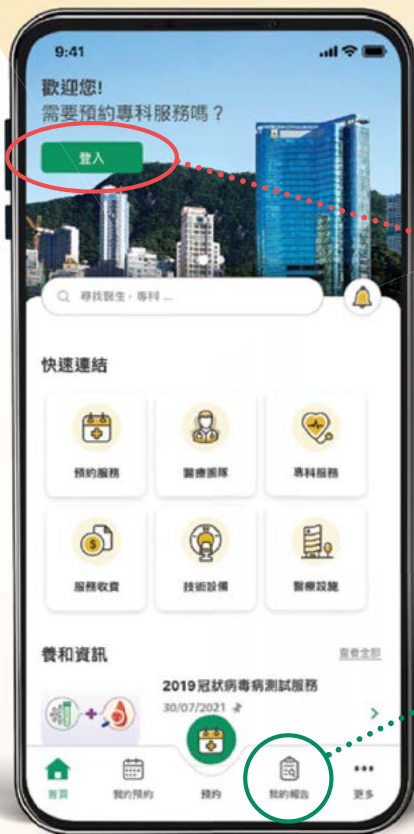 9:41
歡迎您!
需要預約專科服務嗎？
登入
尋找醫生，專科 ...
快速連結
預約服務
醫療團隊
專科服務
服務收費
技術設備
醫療設施
養和資訊
查看全部
2019冠狀病毒病測試服務
30/07/2021
首頁
我的預約
預約
我的報告
更多